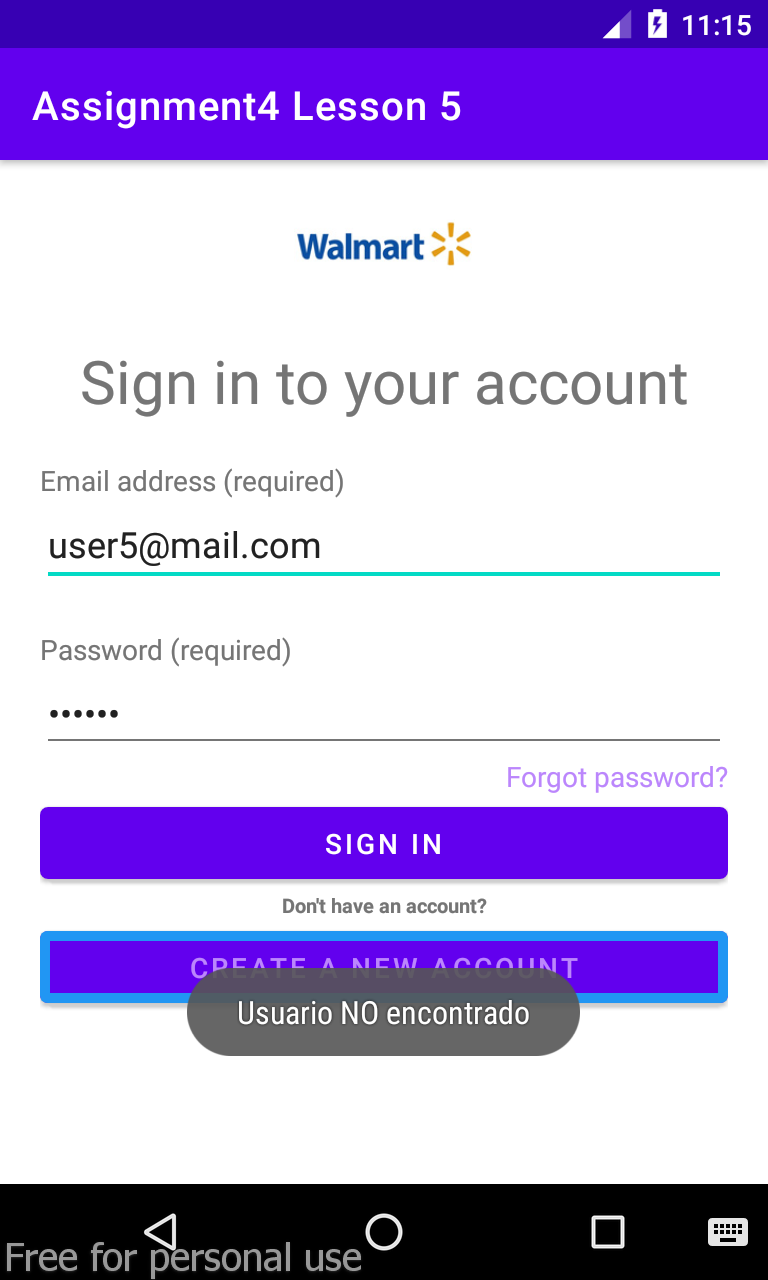 11:15
Assignment4 Lesson 5
Walmart
Sign in to your account
Email address (required)
user5@mail.com
Password (required)
••••••
Forgot password?
SIGN IN
Don't have an account?
CREATE A NEW ACCOUNT
Usuario NO encontrado
Free for personal use